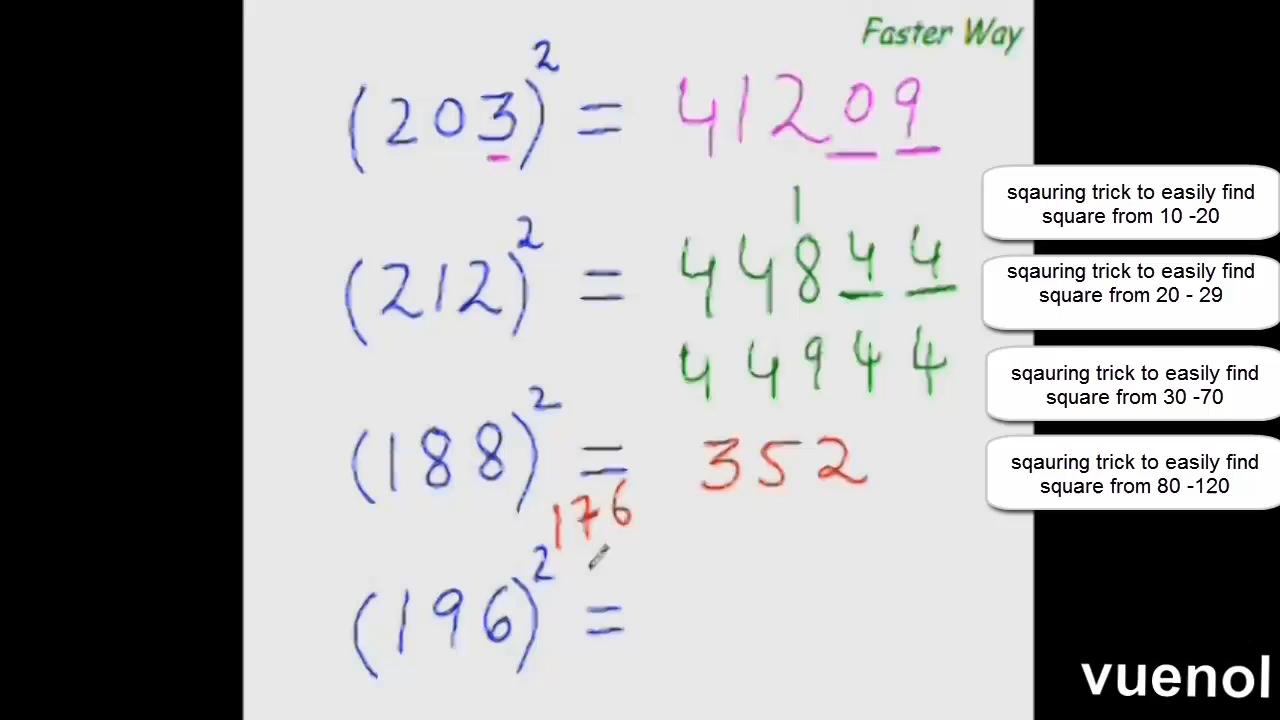 Faster Way
(203)² = 41209
sqauring trick to easily find
square from 10 -20
1
(212)² = 44844
sqauring trick to easily find
square from 20 - 29
44944
sqauring trick to easily find
square from 30 -70
(188)² = 352
sqauring trick to easily find
square from 80 -120
176
(196)² =
vuenol